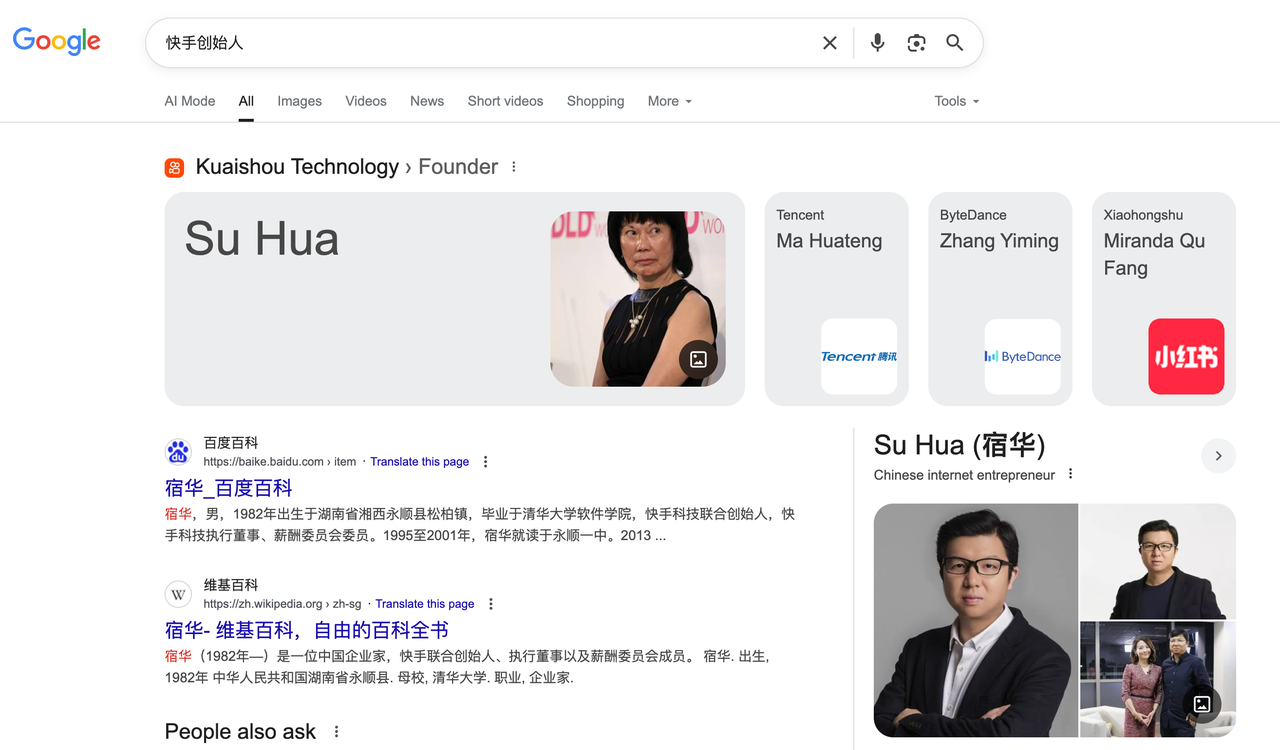 Google
快手创始人
AI Mode
All
Images
Videos
News
Short videos
Shopping
More
Tools
Kuaishou Technology › Founder
Su Hua
DLD
Tencent
Ma Huateng
Tencent 腾讯
ByteDance
Zhang Yiming
ByteDance
Xiaohongshu
Miranda Qu
Fang
小红书
百度百科
https://baike.baidu.com › item · Translate this page
宿华_百度百科
宿华，男，1982年出生于湖南省湘西永顺县松柏镇，毕业于清华大学软件学院，快手科技联合创始人，快
手科技执行董事、薪酬委员会委员。1995至2001年，宿华就读于永顺一中。2013 ...
维基百科
W
https://zh.wikipedia.org › zh-sg · Translate this page
宿华- 维基百科，自由的百科全书
宿华（1982年—）是一位中国企业家，快手联合创始人、执行董事以及薪酬委员会成员。 宿华. 出生,
1982年 中华人民共和国湖南省永顺县. 母校, 清华大学. 职业, 企业家.
People also ask
Su Hua (宿华)
Chinese internet entrepreneur